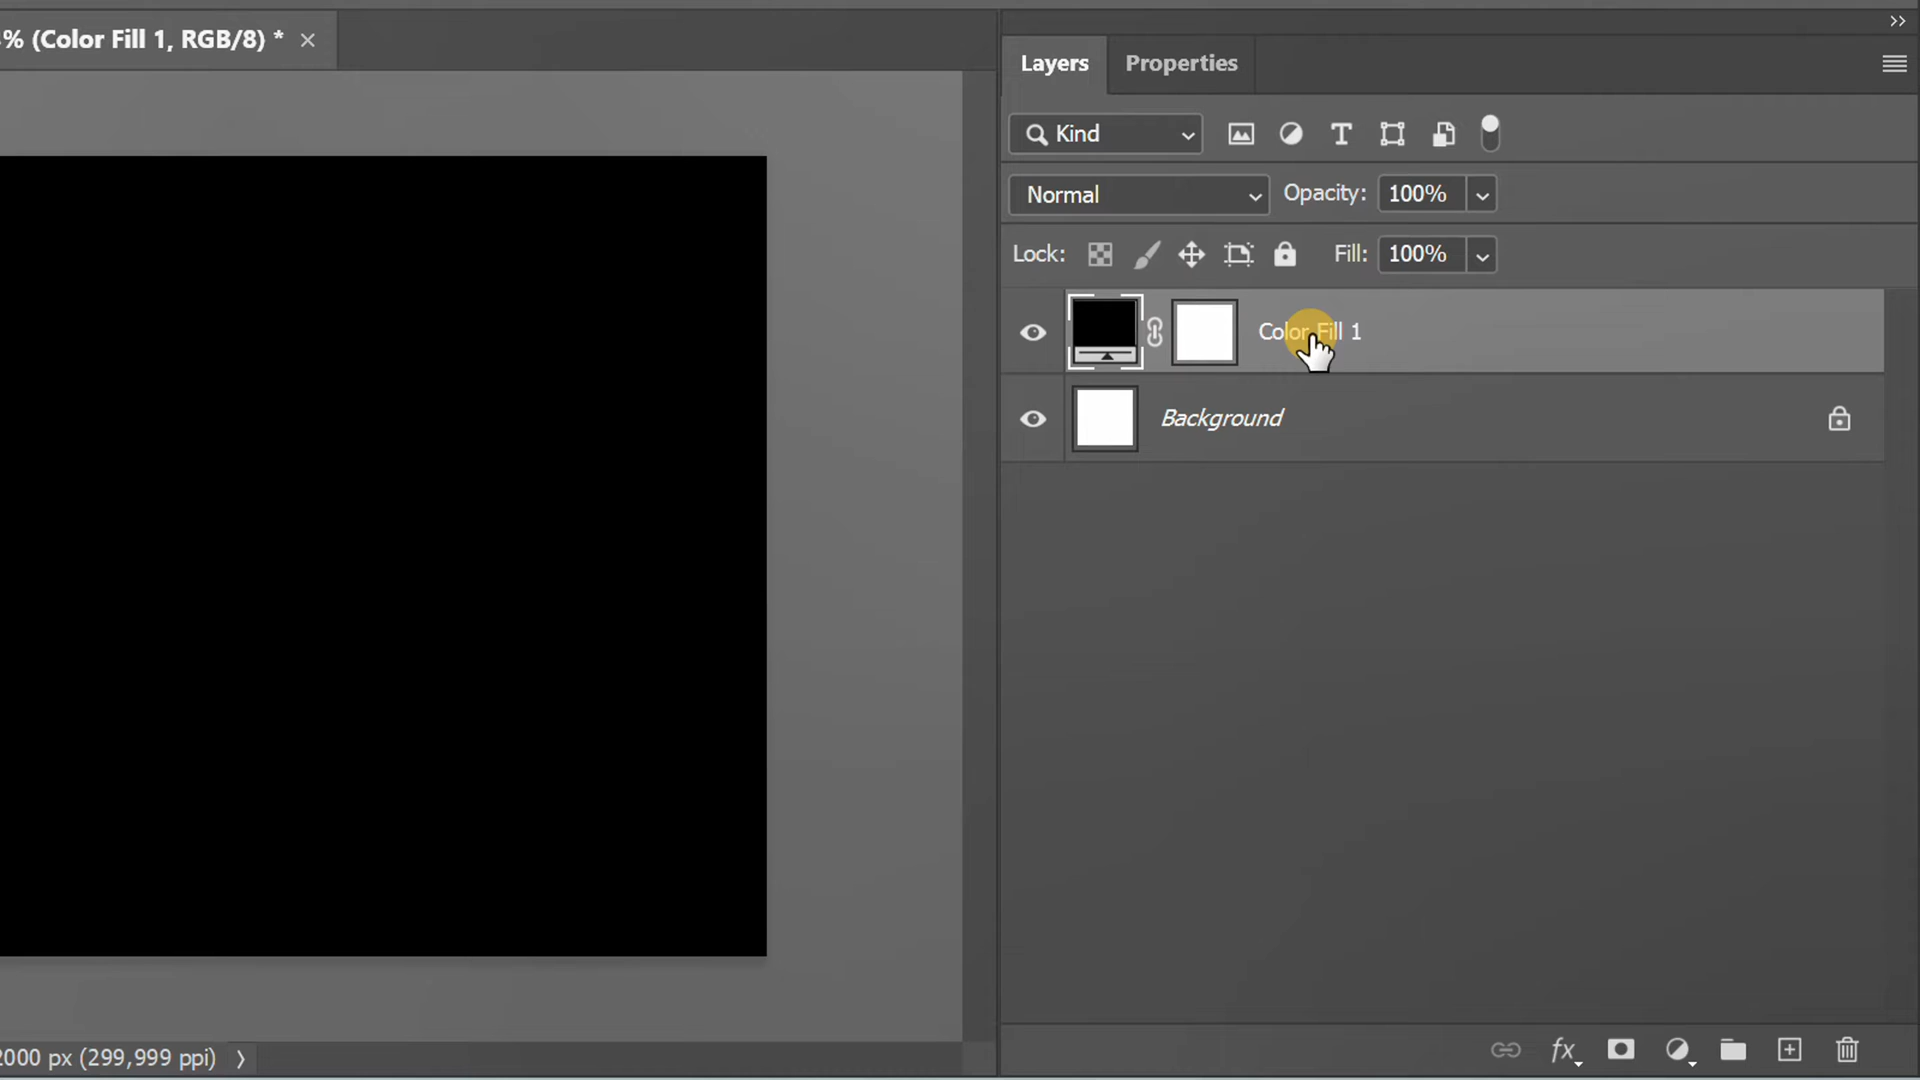 % (Color Fill 1, RGB/8) * ×
Layers
Properties
Kind
Normal
Opacity: 100%
Lock:
Fill: 100%
Color Fill 1
Background
2000 px (299,999 ppi)
fx